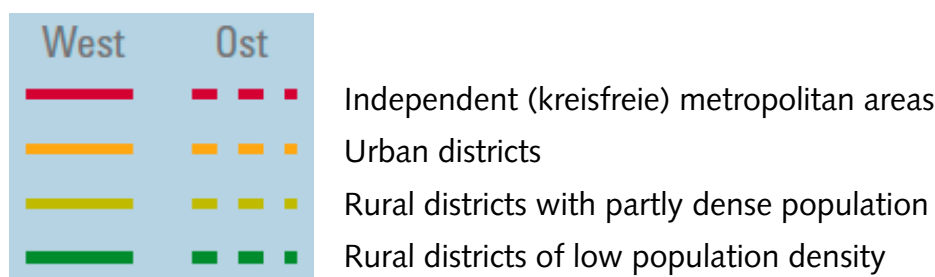 West Ost
Independent (kreisfreie) metropolitan areas
Urban districts
Rural districts with partly dense population
Rural districts of low population density